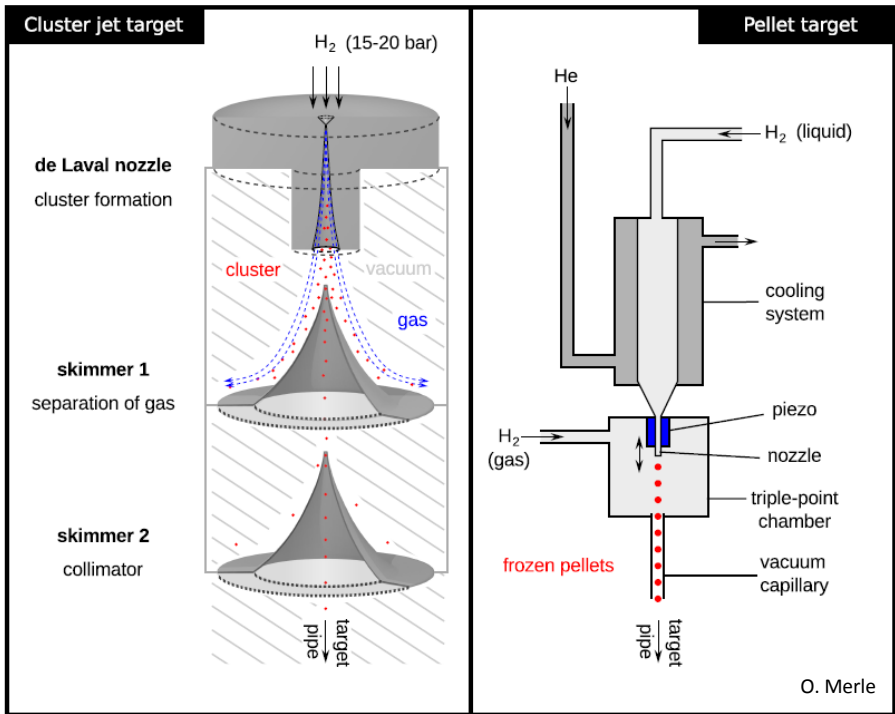 Cluster jet target
H₂ (15-20 bar)
de Laval nozzle
cluster formation
cluster
vacuum
gas
skimmer 1
separation of gas
skimmer 2
collimator
target
pipe
Pellet target
He
H₂ (liquid)
cooling
system
piezo
H₂
(gas)
nozzle
triple-point
chamber
frozen pellets
vacuum
capillary
target
pipe
O. Merle